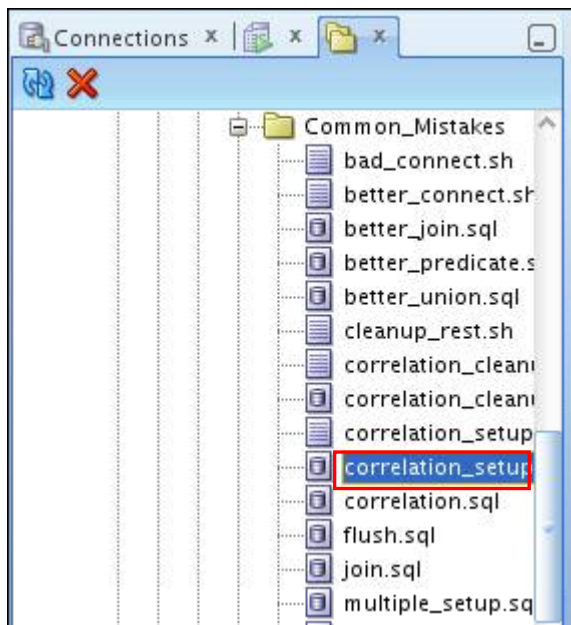 Connections
Common_Mistakes
bad_connect.sh
better_connect.sh
better_join.sql
better_predicate.s
better_union.sql
cleanup_rest.sh
correlation_clean
correlation_clean
correlation_setup
correlation_setup
correlation.sql
flush.sql
join.sql
multiple_setup.sq